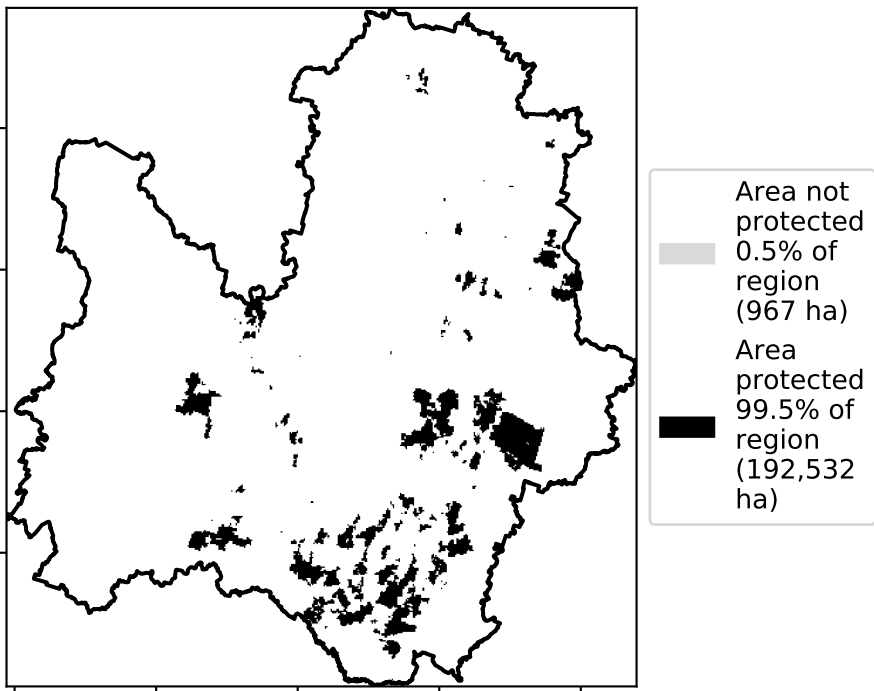 Area not
protected
0.5% of
region
(967 ha)
Area
protected
99.5% of
region
(192,532
ha)